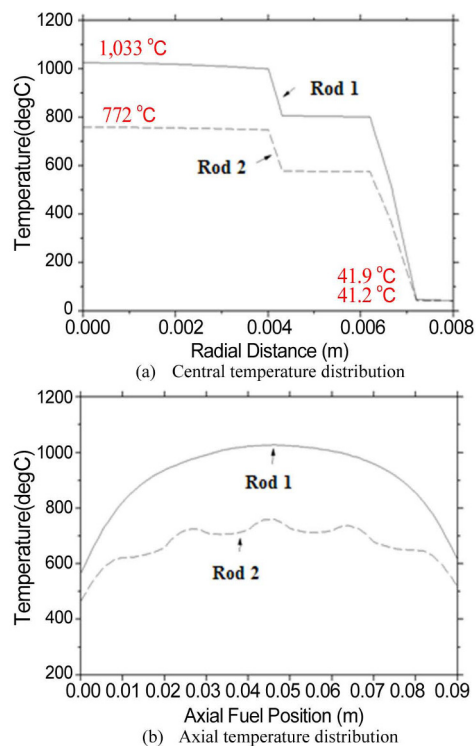 1200
1,033 °C
1000
Rod 1
800
772 °C
600
Rod 2
400
200
41.9 °C
41.2 °C
0
Temperature(degC)
0.000 0.002 0.004 0.006 0.008
Radial Distance (m)
(a) Central temperature distribution
1200
1000
Rod 1
800
600
Rod 2
400
200
Temperature(degC)
0.00 0.01 0.02 0.03 0.04 0.05 0.06 0.07 0.08 0.09
Axial Fuel Position (m)
(b) Axial temperature distribution